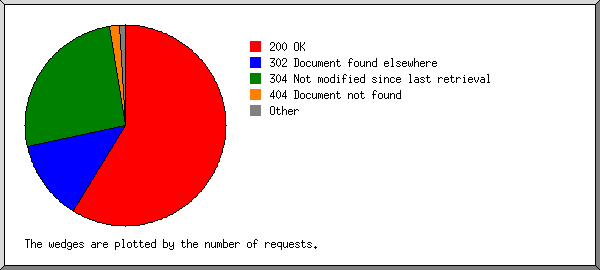 200 OK
302 Document found elsewhere
304 Not modified since last retrieval
404 Document not found
Other
The wedges are plotted by the number of requests.